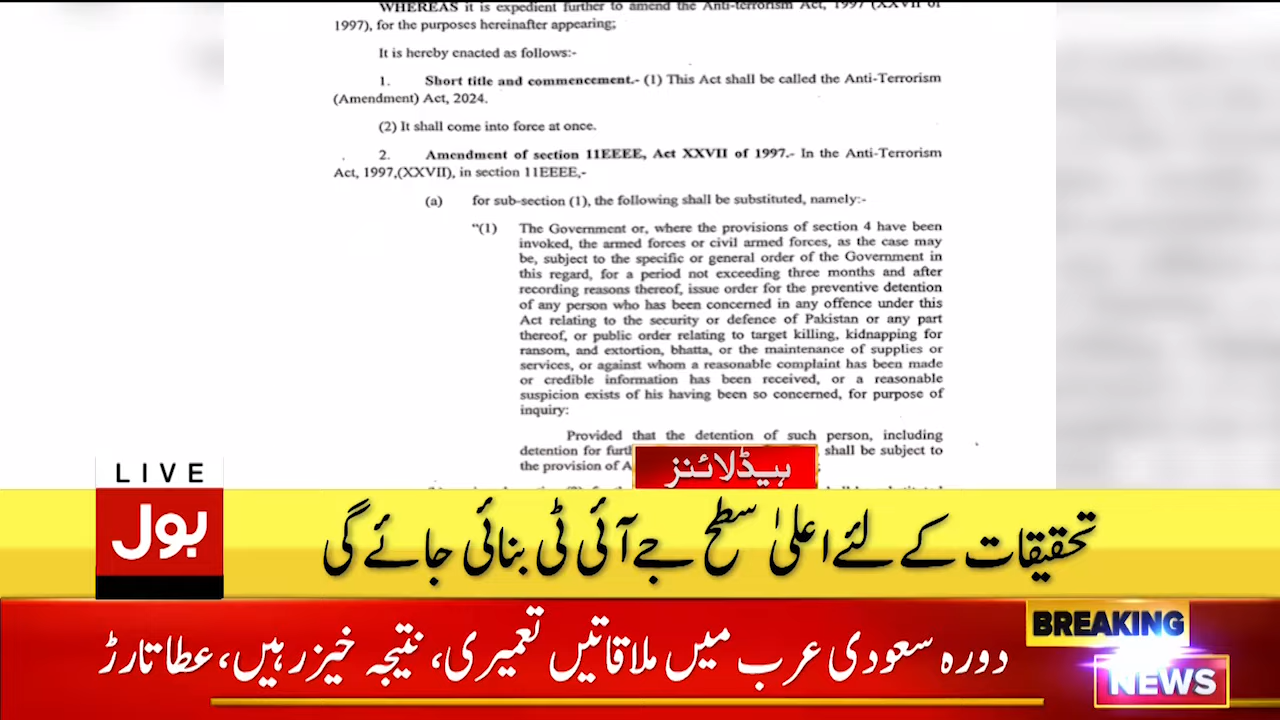 WHEREAS it is expedient further to amend the Anti-terrorism Act, 1997 (XXVII of
1997), for the purposes hereinafter appearing;
It is hereby enacted as follows:-
1. Short title and commencement.- (1) This Act shall be called the Anti-Terrorism
(Amendment) Act, 2024.
(2) It shall come into force at once.
2. Amendment of section 11EEEE, Act XXVII of 1997.- In the Anti-Terrorism
Act, 1997,(XXVII), in section 11EEEE,-
(a) for sub-section (1), the following shall be substituted, namely:-
"(1) The Government or, where the provisions of section 4 have been
invoked, the armed forces or civil armed forces, as the case may
be, subject to the specific or general order of the Government in
this regard, for a period not exceeding three months and after
recording reasons thereof, issue order for the preventive detention
of any person who has been concerned in any offence under this
Act relating to the security or defence of Pakistan or any part
thereof, or public order relating to target killing, kidnapping for
ransom, and extortion, bhatta, or the maintenance of supplies or
services, or against whom a reasonable complaint has been made
or credible information has been received, or a reasonable
suspicion exists of his having been so concerned, for purpose of
inquiry:
Provided that the detention of such person, including
detention for shall be subject to
the provision of
ہیڈلائنز
LIVE
بول
تحقیقات کے لئے اعلیٰ سطح جے آئی ٹی بنائی جائے گی
دورہ سعودی عرب میں ملاقاتیں تعمیری، نتیجہ خیز رہیں، عطا تارڑ
BREAKING
NEWS